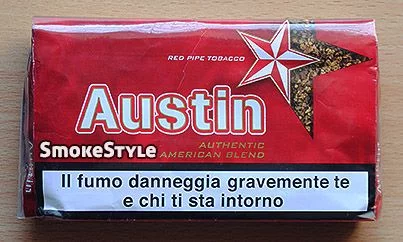 RED PIPE TOBACCO
Austin
SMOKESTYLE
AUTHENTIC
AMERICAN BLEND
Il fumo danneggia gravemente te
e chi ti sta intorno